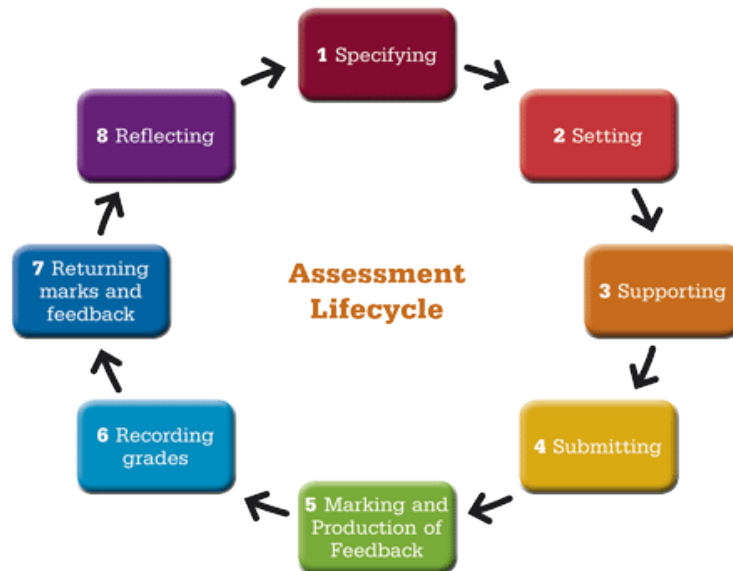 1 Specifying
2 Setting
3 Supporting
4 Submitting
5 Marking and
Production of
Feedback
6 Recording
grades
7 Returning
marks and
feedback
8 Reflecting
Assessment
Lifecycle